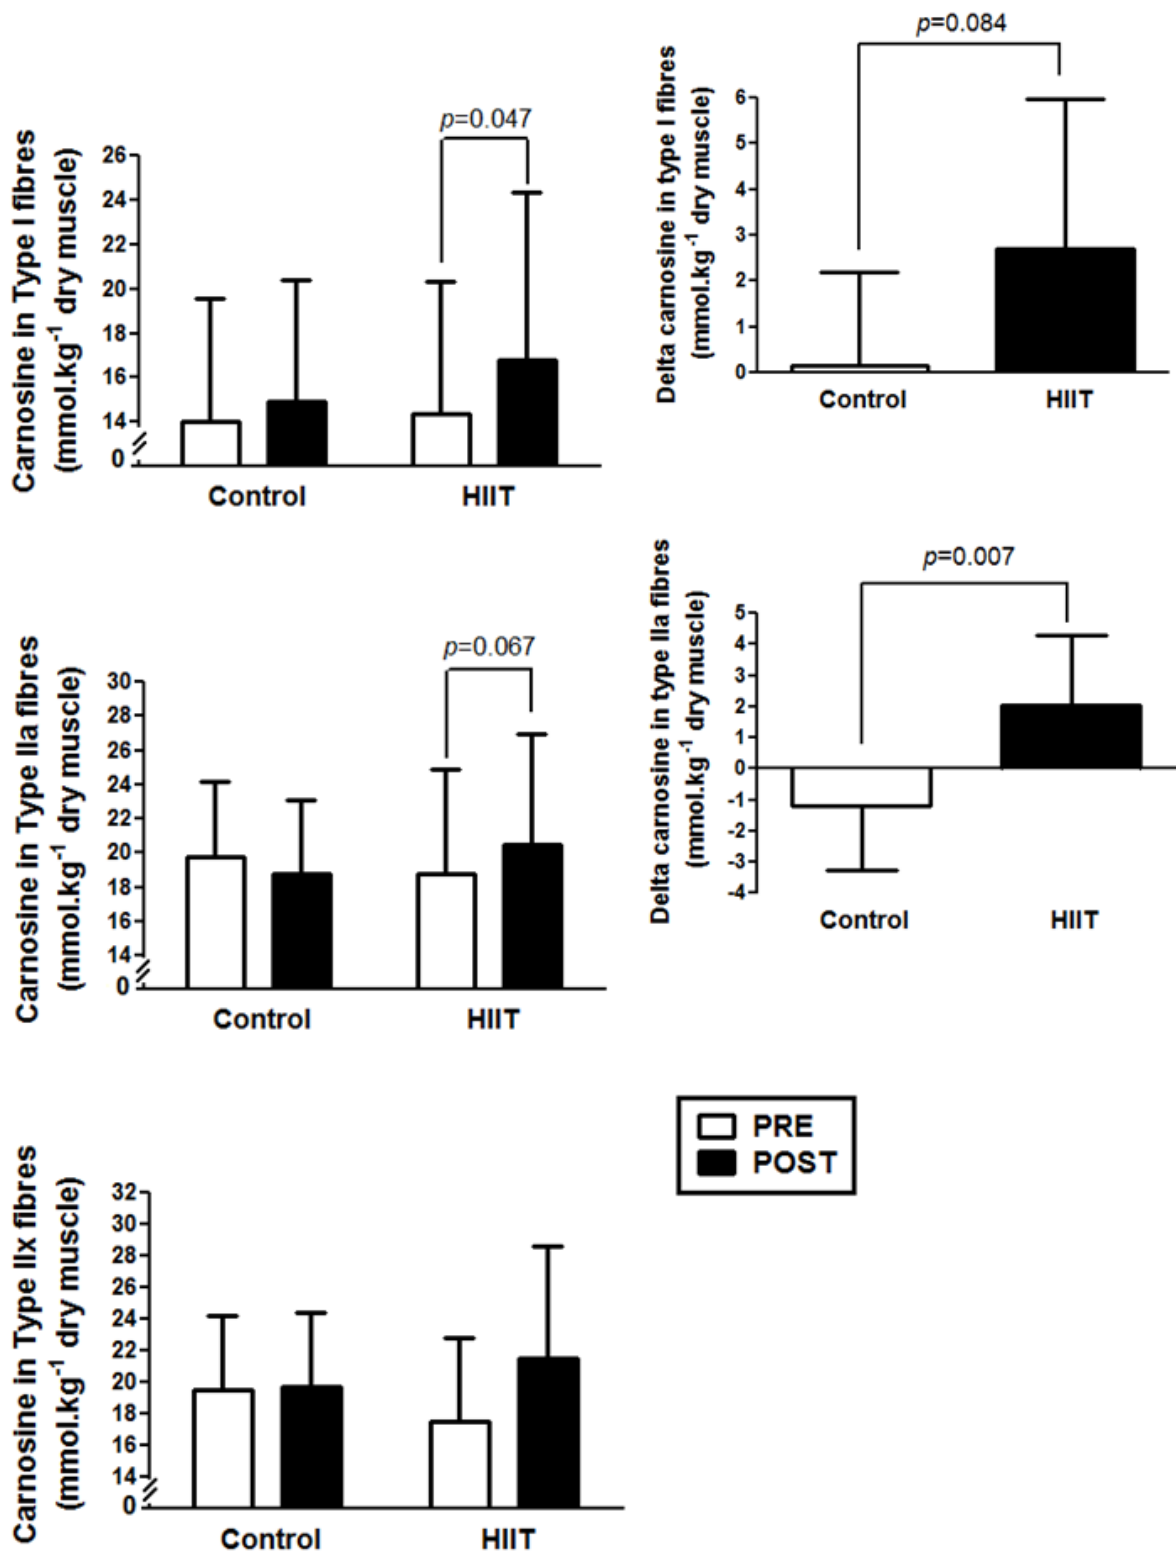 p=0.047
Carnosine in Type I fibres
(mmol.kg-1 dry muscle)
26
24
22
20
18
16
14
0
Control HIIT
p=0.084
Delta carnosine in type I fibres
(mmol.kg-1 dry muscle)
6
5
4
3
2
1
0
Control HIIT
p=0.067
Carnosine in Type IIa fibres
(mmol.kg-1 dry muscle)
30
28
26
24
22
20
18
16
14
0
Control HIIT
p=0.007
Delta carnosine in type IIa fibres
(mmol.kg-1 dry muscle)
5
4
3
2
1
0
-1
-2
-3
-4
Control HIIT
PRE
POST
Carnosine in Type IIx fibres
(mmol.kg-1 dry muscle)
32
30
28
26
24
22
20
18
16
14
0
Control HIIT